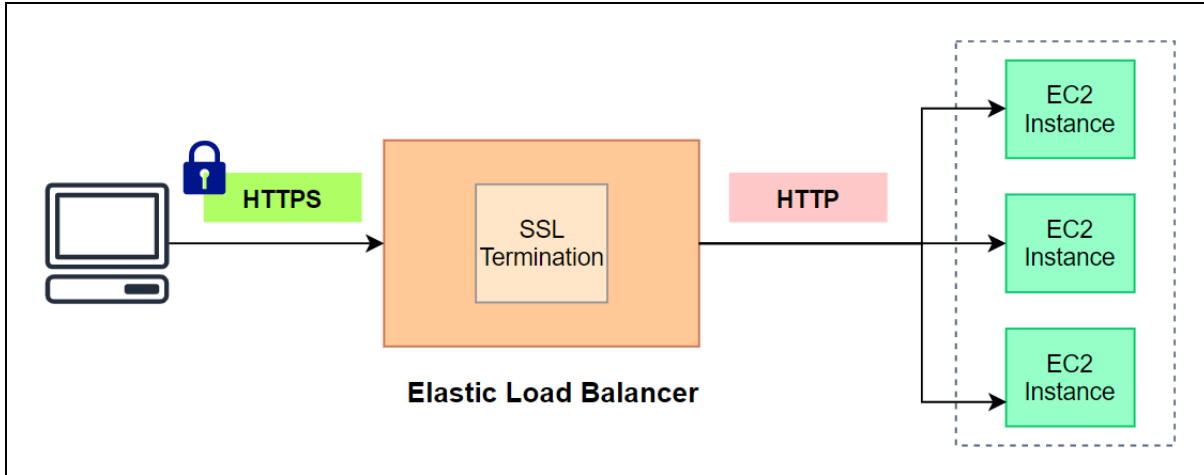 HTTPS
SSL
Termination
HTTP
EC2
Instance
EC2
Instance
EC2
Instance
Elastic Load Balancer